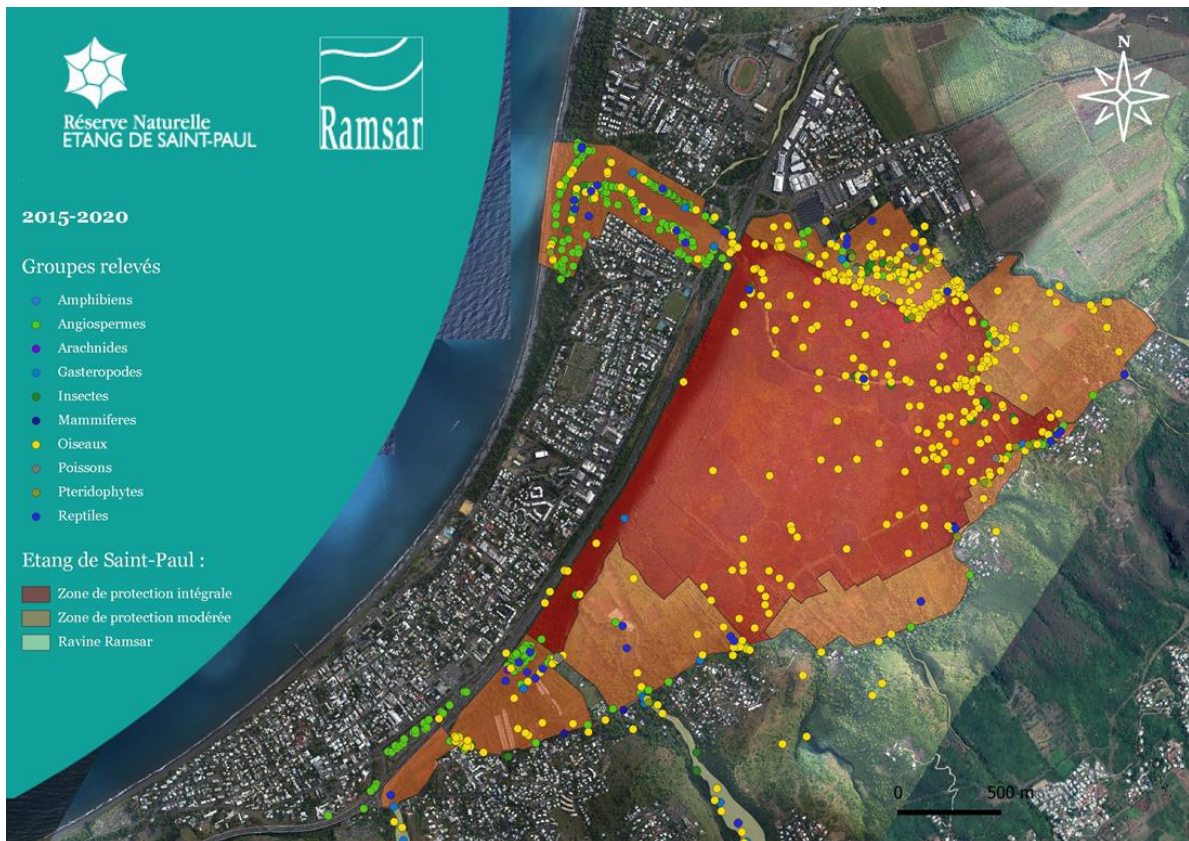 Réserve Naturelle
ETANG DE SAINT-PAUL
Ramsar
N
2015-2020
Groupes relevés
Amphibiens
Angiospermes
Arachnides
Gasteropodes
Insectes
Mammiferes
Oiseaux
Poissons
Pteridophytes
Reptiles
Etang de Saint-Paul :
Zone de protection intégrale
Zone de protection modérée
Ravine Ramsar
0 500 m